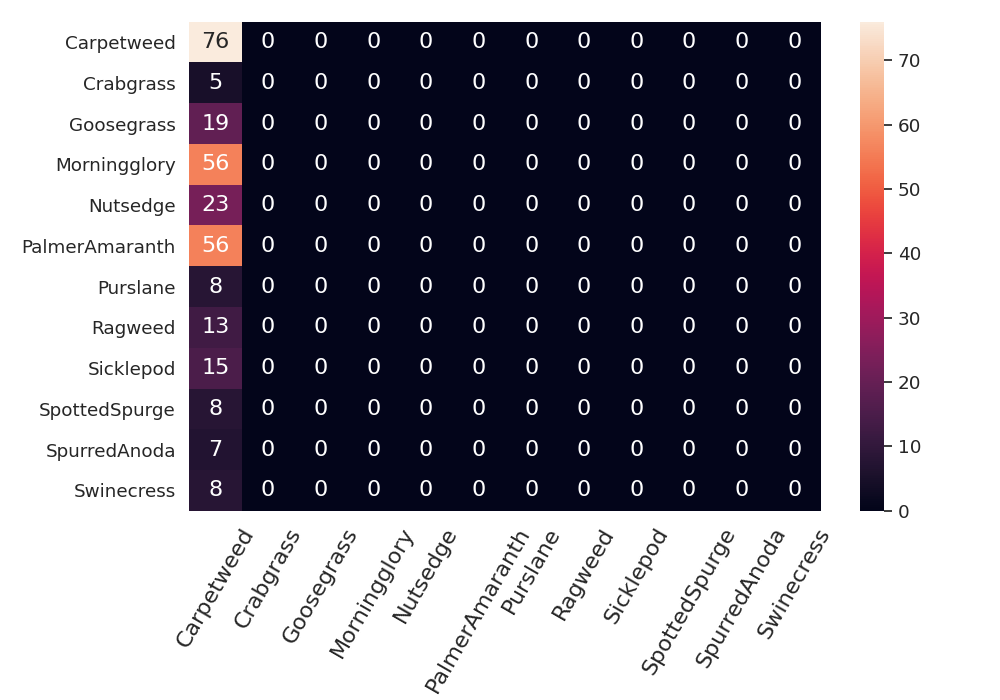 Carpetweed 76 0 0 0 0 0 0 0 0 0 0 0
Crabgrass 5 0 0 0 0 0 0 0 0 0 0 0
Goosegrass 19 0 0 0 0 0 0 0 0 0 0 0
Morningglory 56 0 0 0 0 0 0 0 0 0 0 0
Nutsedge 23 0 0 0 0 0 0 0 0 0 0 0
PalmerAmaranth 56 0 0 0 0 0 0 0 0 0 0 0
Purslane 8 0 0 0 0 0 0 0 0 0 0 0
Ragweed 13 0 0 0 0 0 0 0 0 0 0 0
Sicklepod 15 0 0 0 0 0 0 0 0 0 0 0
SpottedSpurge 8 0 0 0 0 0 0 0 0 0 0 0
SpurredAnoda 7 0 0 0 0 0 0 0 0 0 0 0
Swinecress 8 0 0 0 0 0 0 0 0 0 0 0
Carpetweed
Crabgrass
Goosegrass
Morningglory
Nutsedge
PalmerAmaranth
Purslane
Ragweed
Sicklepod
SpottedSpurge
SpurredAnoda
Swinecress
70
60
50
40
30
20
10
0